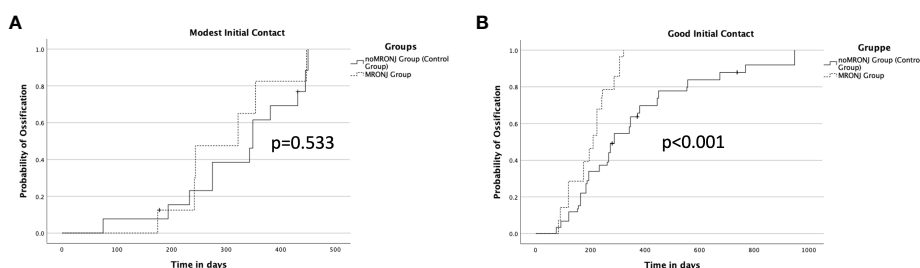 A
Modest Initial Contact
Groups
noMRONJ Group (Control
Group)
MRONJ Group
Probability of Ossification
1.0
0.8
0.6
0.4
0.2
0.0
p=0.533
0 100 200 300 400 500
Time in days
B
Good Initial Contact
Gruppe
noMRONJ Group (Contro
Group)
MRONJ Group
Probability of Ossification
1.0
0.8
0.6
0.4
0.2
0.0
p<0.001
0 200 400 600 800 1000
Time in days